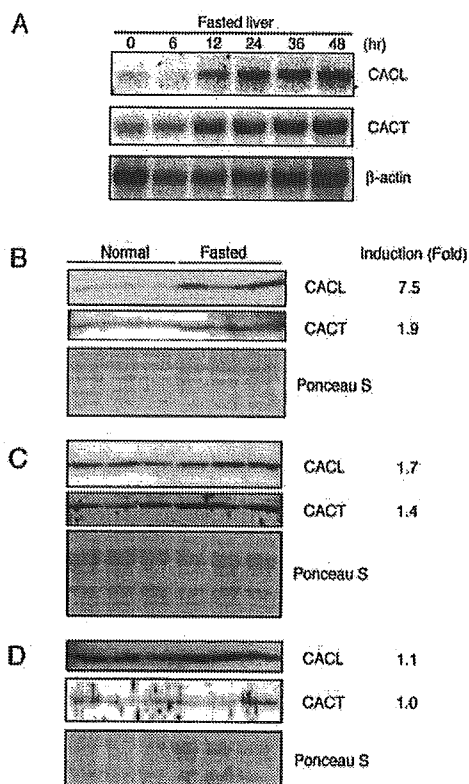 A
Fasted liver
0 6 12 24 36 48 (hr)
CACL
CACT
β-actin
B
Normal Fasted Induction (Fold)
CACL 7.5
CACT 1.9
Ponceau S
C
CACL 1.7
CACT 1.4
Ponceau S
D
CACL 1.1
CACT 1.0
Ponceau S